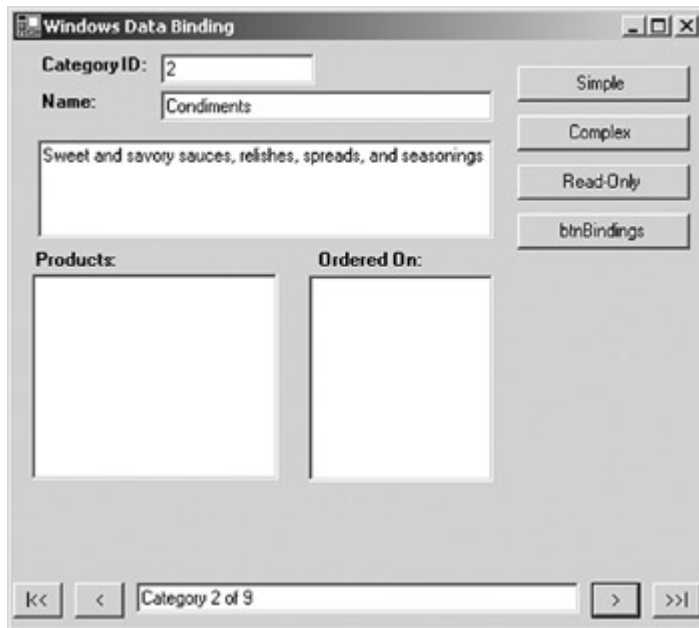 Windows Data Binding
Category ID: 2
Simple
Name: Condiments
Complex
Sweet and savory sauces, relishes, spreads, and seasonings
Read-Only
btnBindings
Products:
Ordered On:
|<<
<
Category 2 of 9
>
>>|